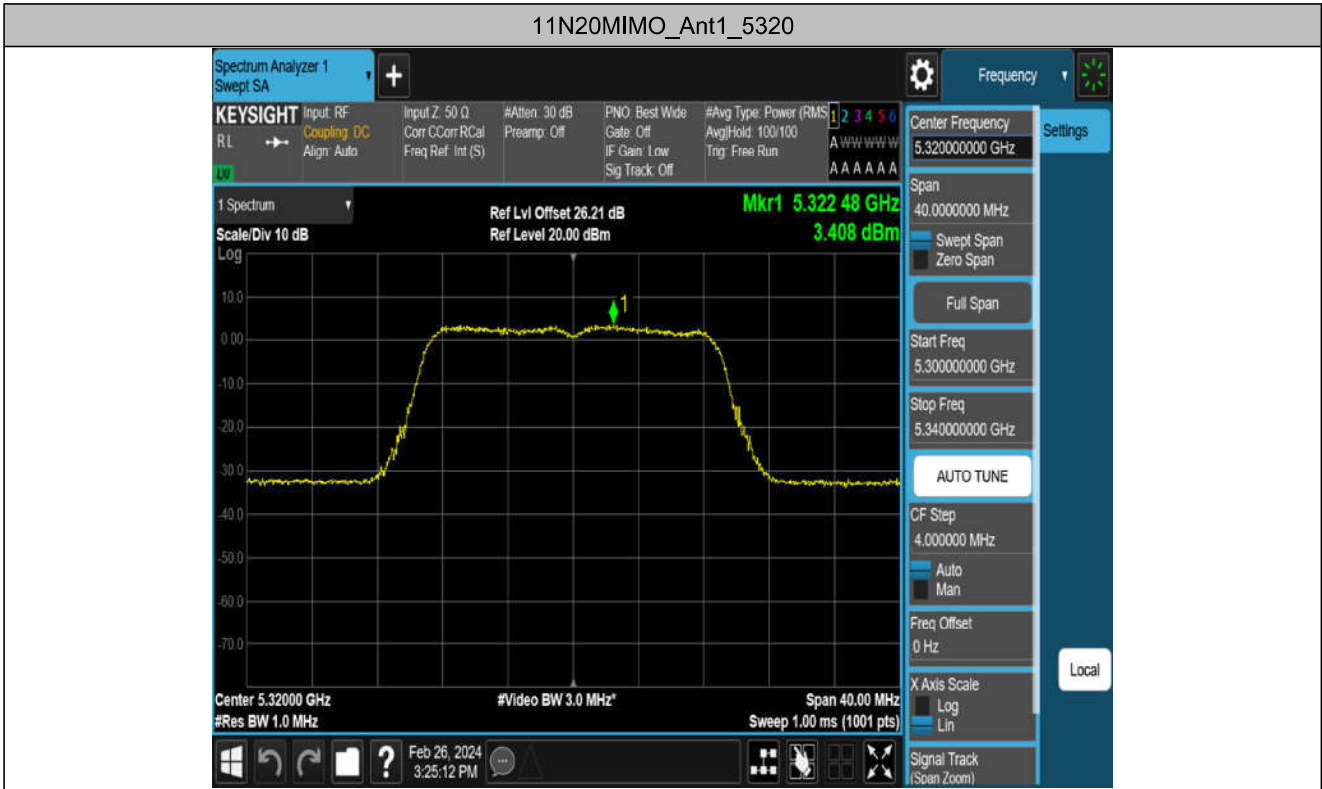 11N20MIMO_Ant1_5320
Spectrum Analyzer 1
Swept SA
Frequency
KEYSIGHT
RL
LXI
Input: RF
Coupling: DC
Align: Auto
Input Z: 50 Ω
Corr CCorr RCal
Freq Ref: Int (S)
#Atten: 30 dB
Preamp: Off
PNO: Best Wide
Gate: Off
IF Gain: Low
Sig Track: Off
#Avg Type: Power (RMS
Avg|Hold: 100/100
Trig: Free Run
1 2 3 4 5 6
A W W W W W
A A A A A A
1 Spectrum
Scale/Div 10 dB
Log
Ref Lvl Offset 26.21 dB
Ref Level 20.00 dBm
Mkr1 5.322 48 GHz
3.408 dBm
1
10.0
0.00
-10.0
-20.0
-30.0
-40.0
-50.0
-60.0
-70.0
Center 5.32000 GHz
#Res BW 1.0 MHz
#Video BW 3.0 MHz*
Span 40.00 MHz
Sweep 1.00 ms (1001 pts)
Feb 26, 2024
3:25:12 PM
Center Frequency
5.320000000 GHz
Settings
Span
40.0000000 MHz
Swept Span
Zero Span
Full Span
Start Freq
5.300000000 GHz
Stop Freq
5.340000000 GHz
AUTO TUNE
CF Step
4.000000 MHz
Auto
Man
Freq Offset
0 Hz
X Axis Scale
Log
Lin
Local
Signal Track
(Span Zoom)